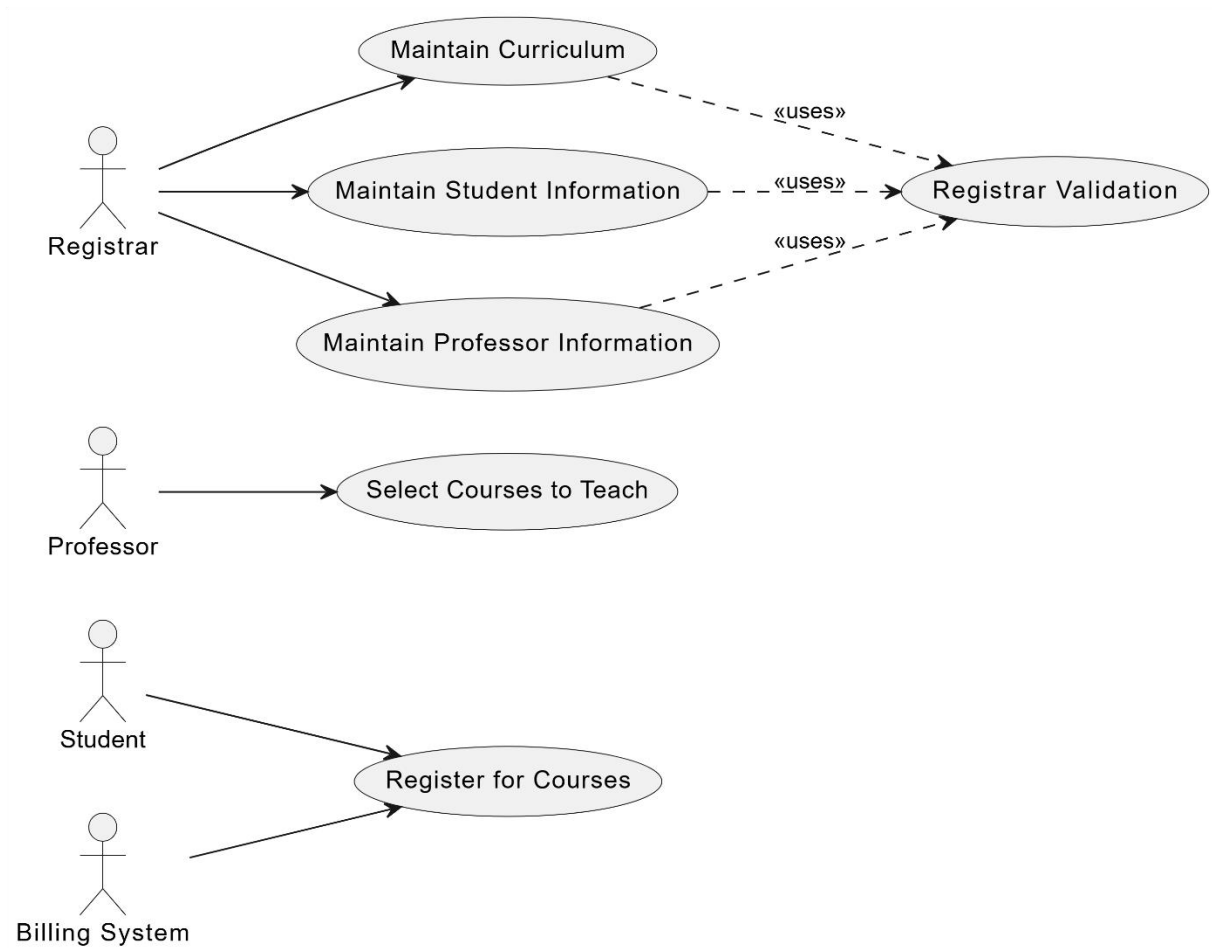 Maintain Curriculum
«uses»
Registrar
Maintain Student Information
«uses»
Registrar Validation
«uses»
Maintain Professor Information
Professor
Select Courses to Teach
Student
Register for Courses
Billing System